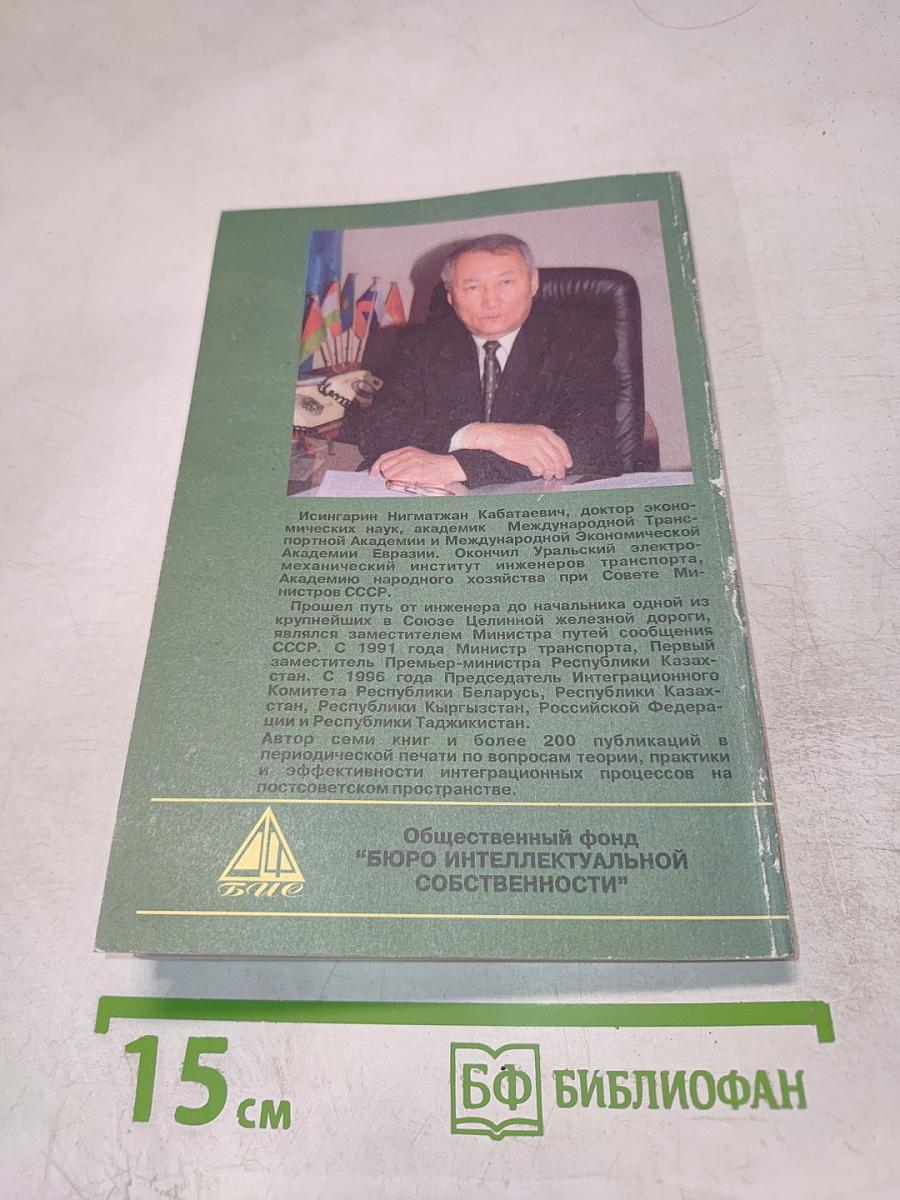 Исингарин Нигматжан Кабатаевич, доктор эконо-
мических наук, академик Международной Транс-
портной Академии и Международной Экономической
Академии Евразии. Окончил Уральский электро-
механический институт инженеров транспорта,
Академию народного хозяйства при Совете Ми-
нистров СССР.
Прошел путь от инженера до начальника одной из
крупнейших в Союзе Целинной железной дороги,
являлся заместителем Министра путей сообщения
СССР. С 1991 года Министр транспорта, Первый
заместитель Премьер-министра Республики Казах-
стан. С 1996 года Председатель Интеграционного
Комитета Республики Беларусь, Республики Казах-
стан, Республики Кыргызстан, Российской Федера-
ции и Республики Таджикистан.
Автор семи книг и более 200 публикаций в
периодической печати по вопросам теории, практики
и эффективности интеграционных процессов на
постсоветском пространстве.
БИС
Общественный фонд
"БЮРО ИНТЕЛЛЕКТУАЛЬНОЙ
СОБСТВЕННОСТИ"
15 см
БФ БИБЛИОФАН